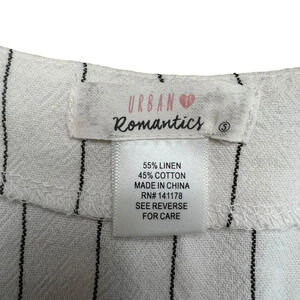 URBAN
Romantics S
55% LINEN
45% COTTON
MADE IN CHINA
RN# 141178
SEE REVERSE
FOR CARE